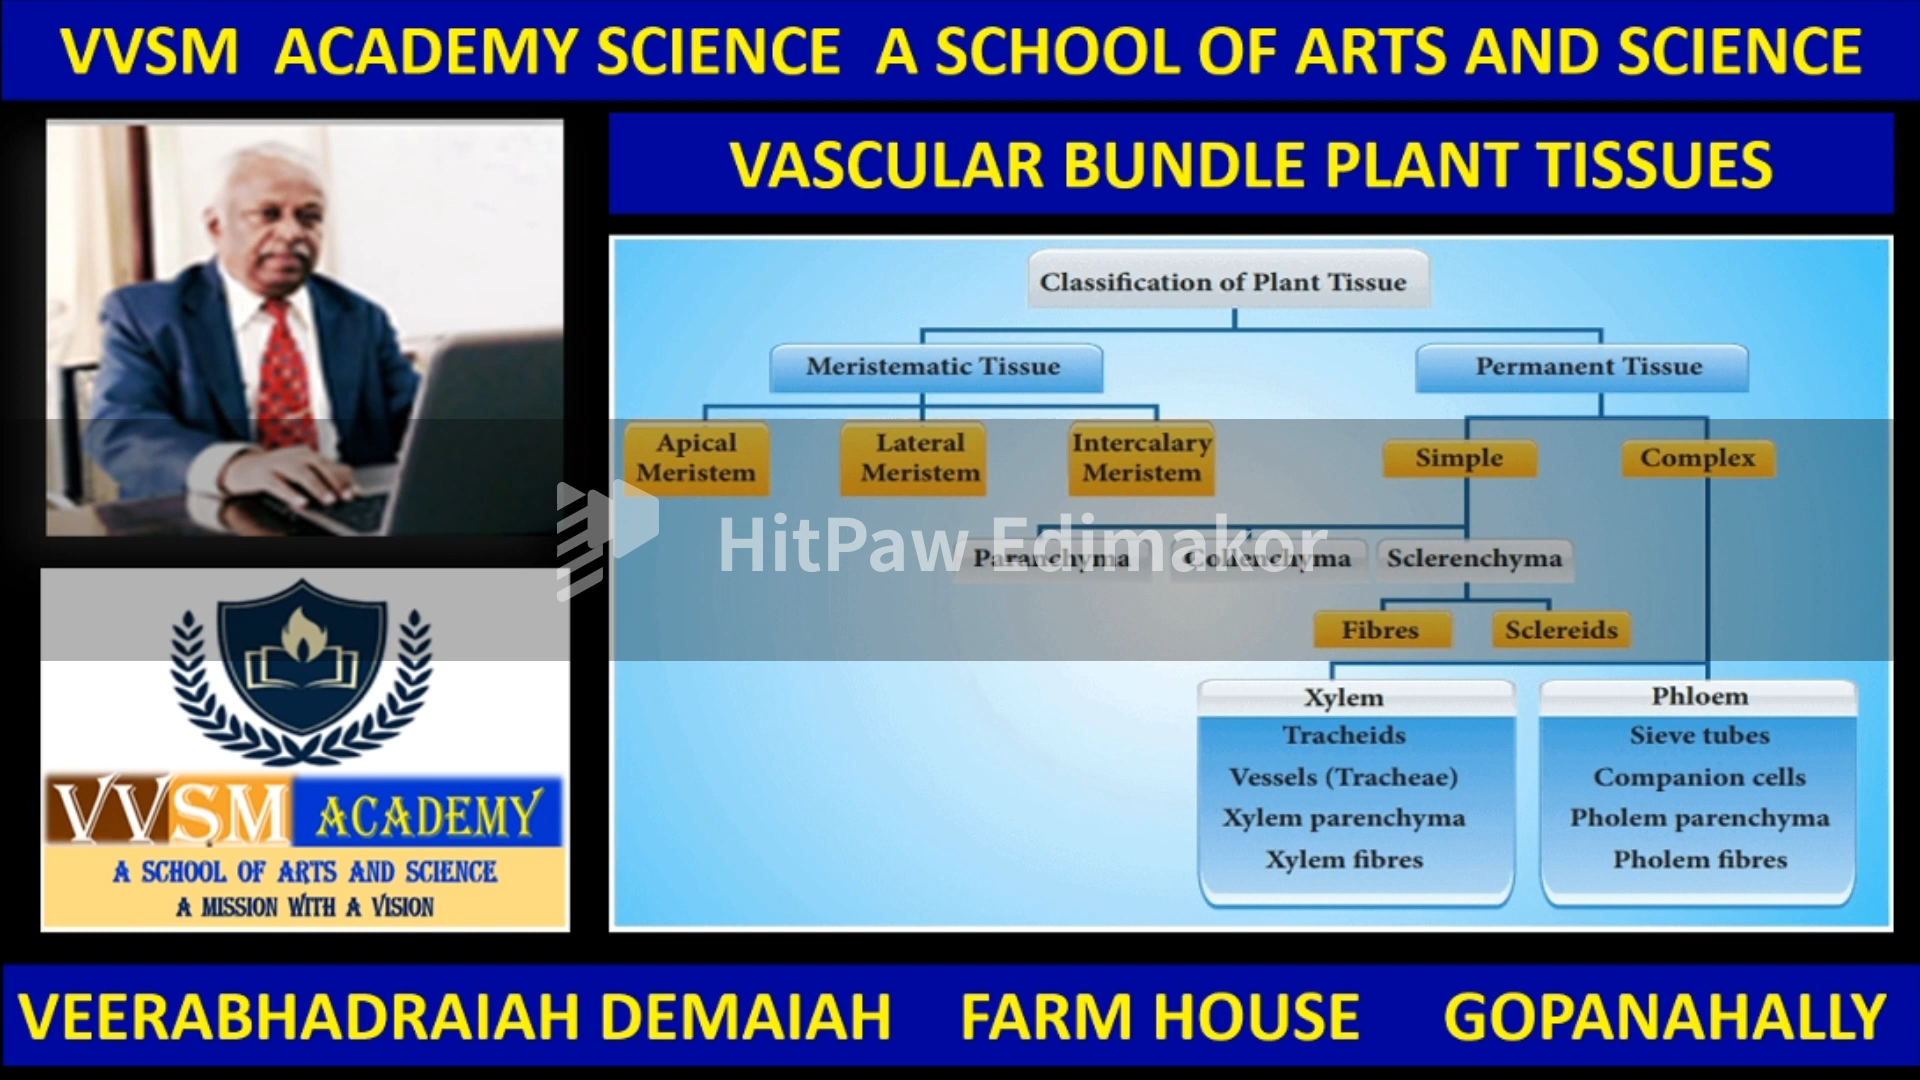 VVSM ACADEMY SCIENCE A SCHOOL OF ARTS AND SCIENCE
VASCULAR BUNDLE PLANT TISSUES
Classification of Plant Tissue
Meristematic Tissue
Permanent Tissue
Apical
Meristem
Lateral
Meristem
Intercalary
Meristem
Simple
Complex
HitPaw Edimakor
Paranchyma
Collenchyma
Sclerenchyma
Fibres
Sclereids
Xylem
Tracheids
Vessels (Tracheae)
Xylem parenchyma
Xylem fibres
Phloem
Sieve tubes
Companion cells
Pholem parenchyma
Pholem fibres
VVSM ACADEMY
A SCHOOL OF ARTS AND SCIENCE
A MISSION WITH A VISION
VEERABHADRAIAH DEMAIAH FARM HOUSE GOPANAHALLY